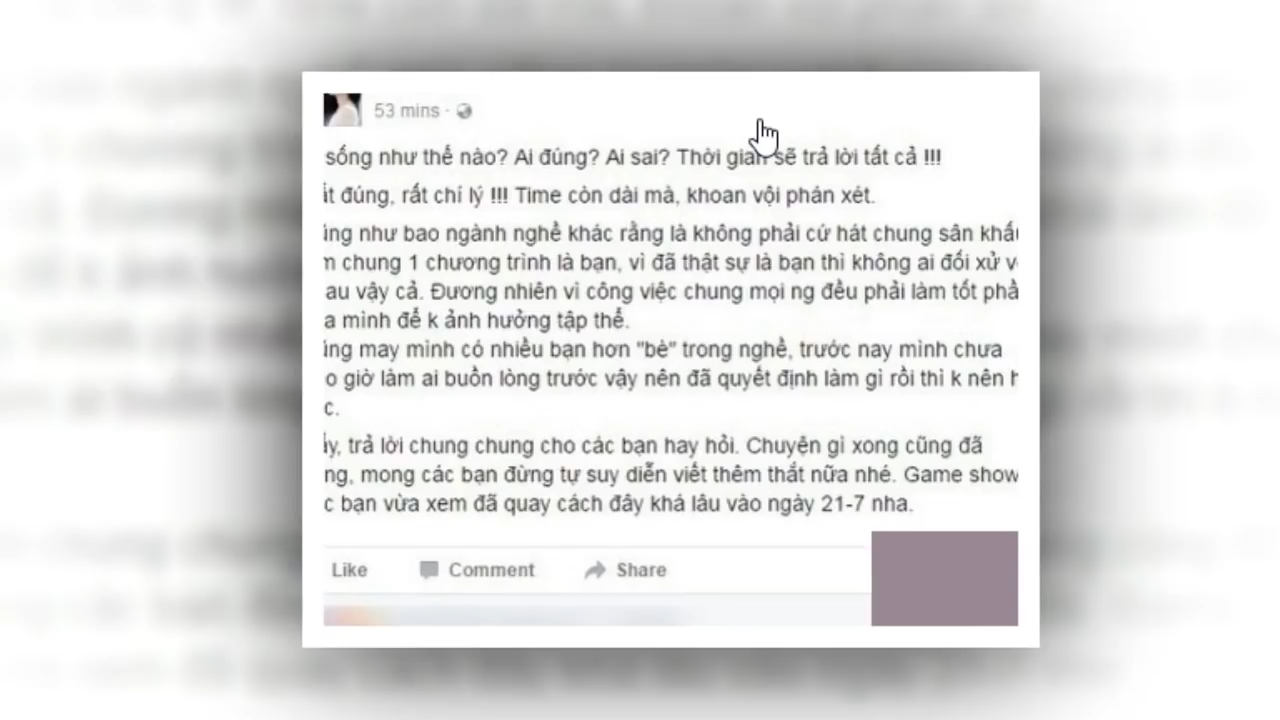 53 mins ·
sống như thế nào? Ai đúng? Ai sai? Thời gian sẽ trả lời tất cả !!!
ất đúng, rất chí lý !!! Time còn dài mà, khoan vội phán xét.
ũng như bao ngành nghề khác rằng là không phải cứ hát chung sân khấu
m chung 1 chương trình là bạn, vì đã thật sự là bạn thì không ai đối xử v
au vậy cả. Đương nhiên vì công việc chung mọi ng đều phải làm tốt phầ
a mình để k ảnh hưởng tập thể.
ũng may mình có nhiều bạn hơn "bè" trong nghề, trước nay mình chưa
o giờ làm ai buồn lòng trước vậy nên đã quyết định làm gì rồi thì k nên h
c.
ấy, trả lời chung chung cho các bạn hay hỏi. Chuyện gì xong cũng đã
ng, mong các bạn đừng tự suy diễn viết thêm thắt nữa nhé. Game show
c bạn vừa xem đã quay cách đây khá lâu vào ngày 21-7 nha.
Like Comment Share